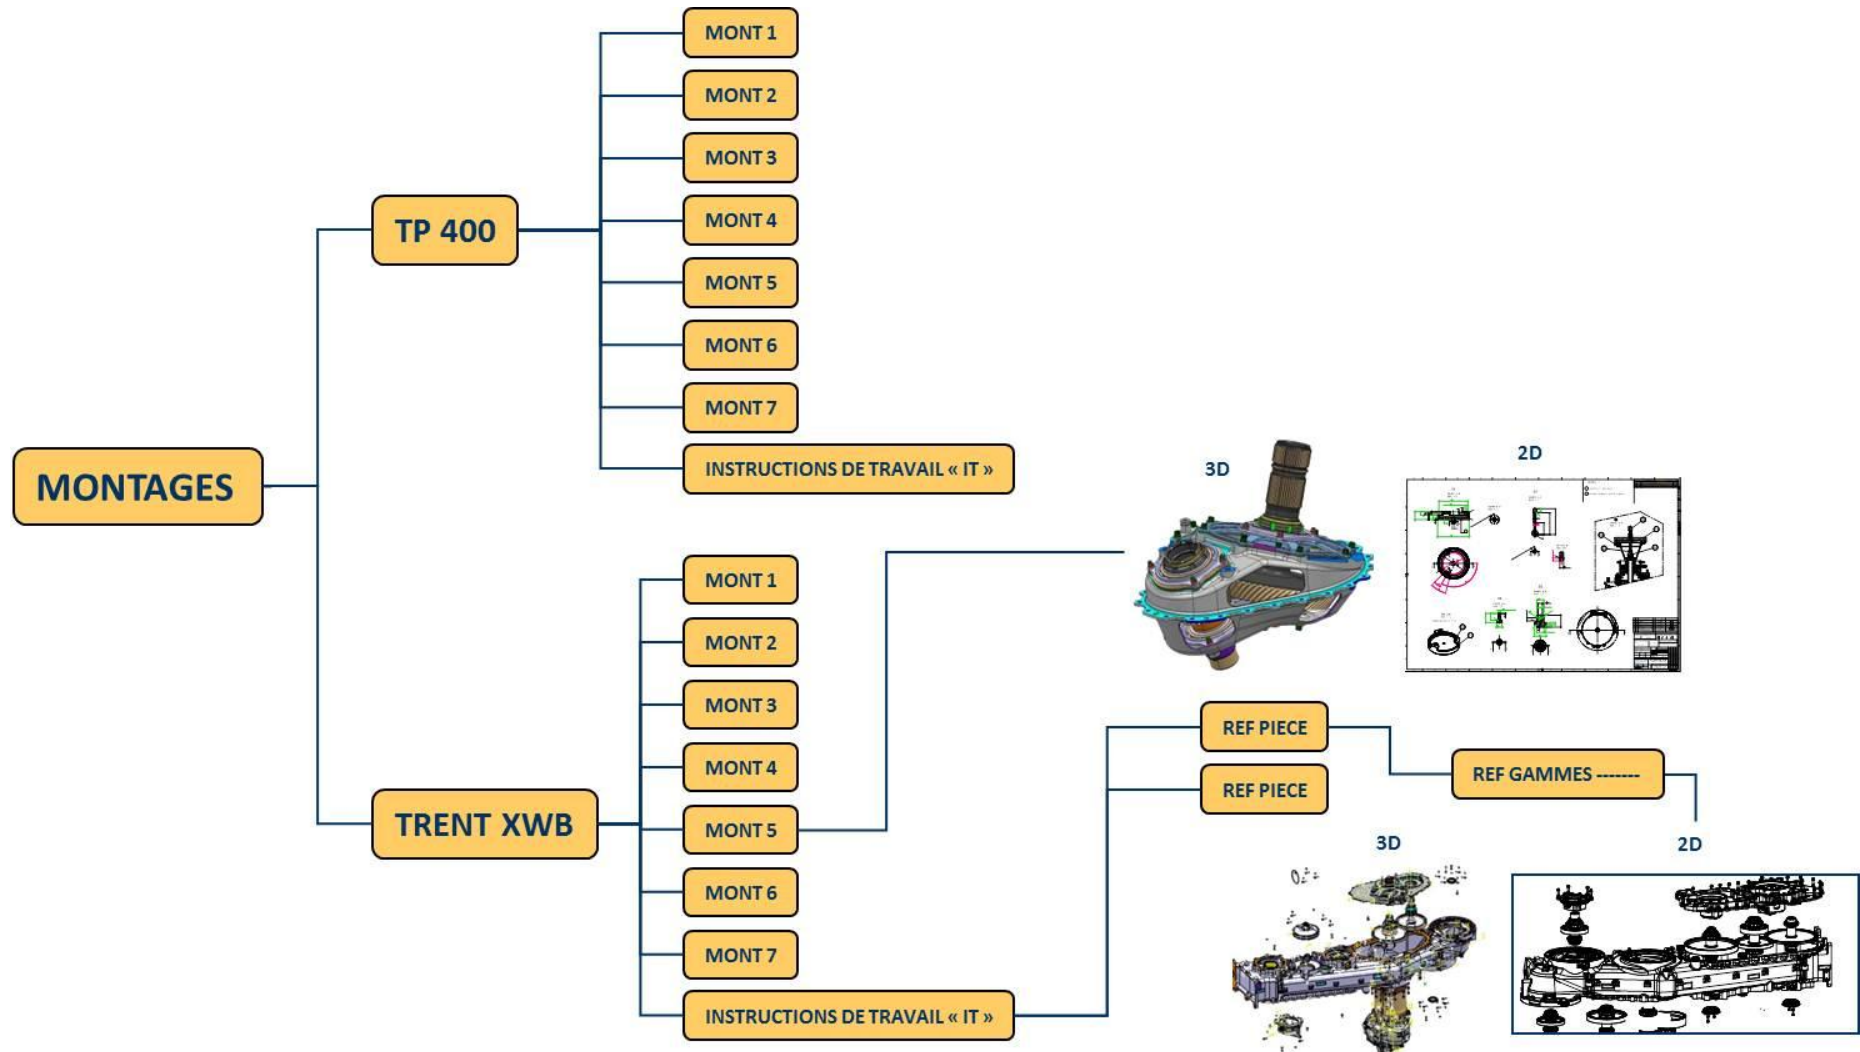 MONTAGES
TP 400
MONT 1
MONT 2
MONT 3
MONT 4
MONT 5
MONT 6
MONT 7
INSTRUCTIONS DE TRAVAIL « IT »
TRENT XWB
MONT 1
MONT 2
MONT 3
MONT 4
MONT 5
MONT 6
MONT 7
INSTRUCTIONS DE TRAVAIL « IT »
3D
2D
REF PIECE
REF PIECE
REF GAMMES -------
3D
2D